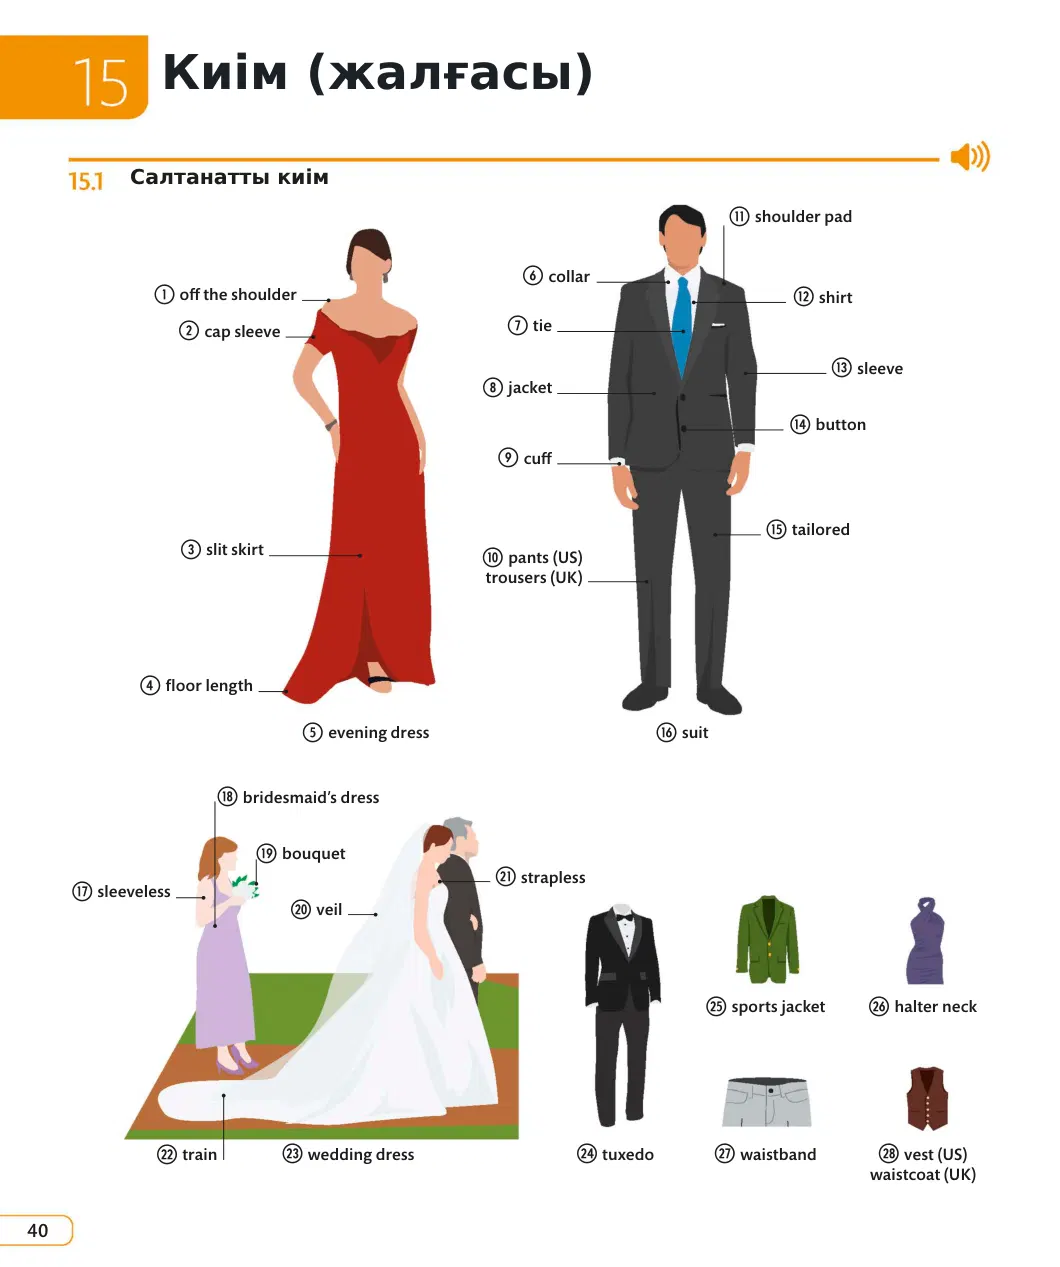 15
Киім (жалғасы)
15.1 Салтанатты киім
1 off the shoulder
2 cap sleeve
3 slit skirt
4 floor length
5 evening dress
6 collar
7 tie
8 jacket
9 cuff
10 pants (US)
trousers (UK)
11 shoulder pad
12 shirt
13 sleeve
14 button
15 tailored
16 suit
17 sleeveless
18 bridesmaid's dress
19 bouquet
20 veil
21 strapless
22 train
23 wedding dress
24 tuxedo
25 sports jacket
26 halter neck
27 waistband
28 vest (US)
waistcoat (UK)
40